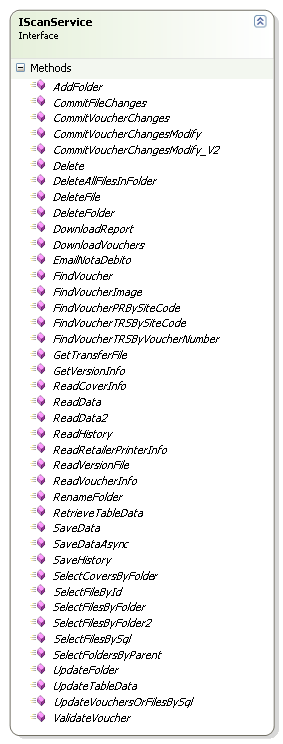 IScanService
Interface
Methods
AddFolder
CommitFileChanges
CommitVoucherChanges
CommitVoucherChangesModify
CommitVoucherChangesModify_V2
Delete
DeleteAllFilesInFolder
DeleteFile
DeleteFolder
DownloadReport
DownloadVouchers
EmailNotaDebito
FindVoucher
FindVoucherImage
FindVoucherPRBySiteCode
FindVoucherTRSBySiteCode
FindVoucherTRSByVoucherNumber
GetTransferFile
GetVersionInfo
ReadCoverInfo
ReadData
ReadData2
ReadHistory
ReadRetailerPrinterInfo
ReadVersionFile
ReadVoucherInfo
RenameFolder
RetrieveTableData
SaveData
SaveDataAsync
SaveHistory
SelectCoversByFolder
SelectFileById
SelectFilesByFolder
SelectFilesByFolder2
SelectFilesBySql
SelectFoldersByParent
UpdateFolder
UpdateTableData
UpdateVouchersOrFilesBySql
ValidateVoucher